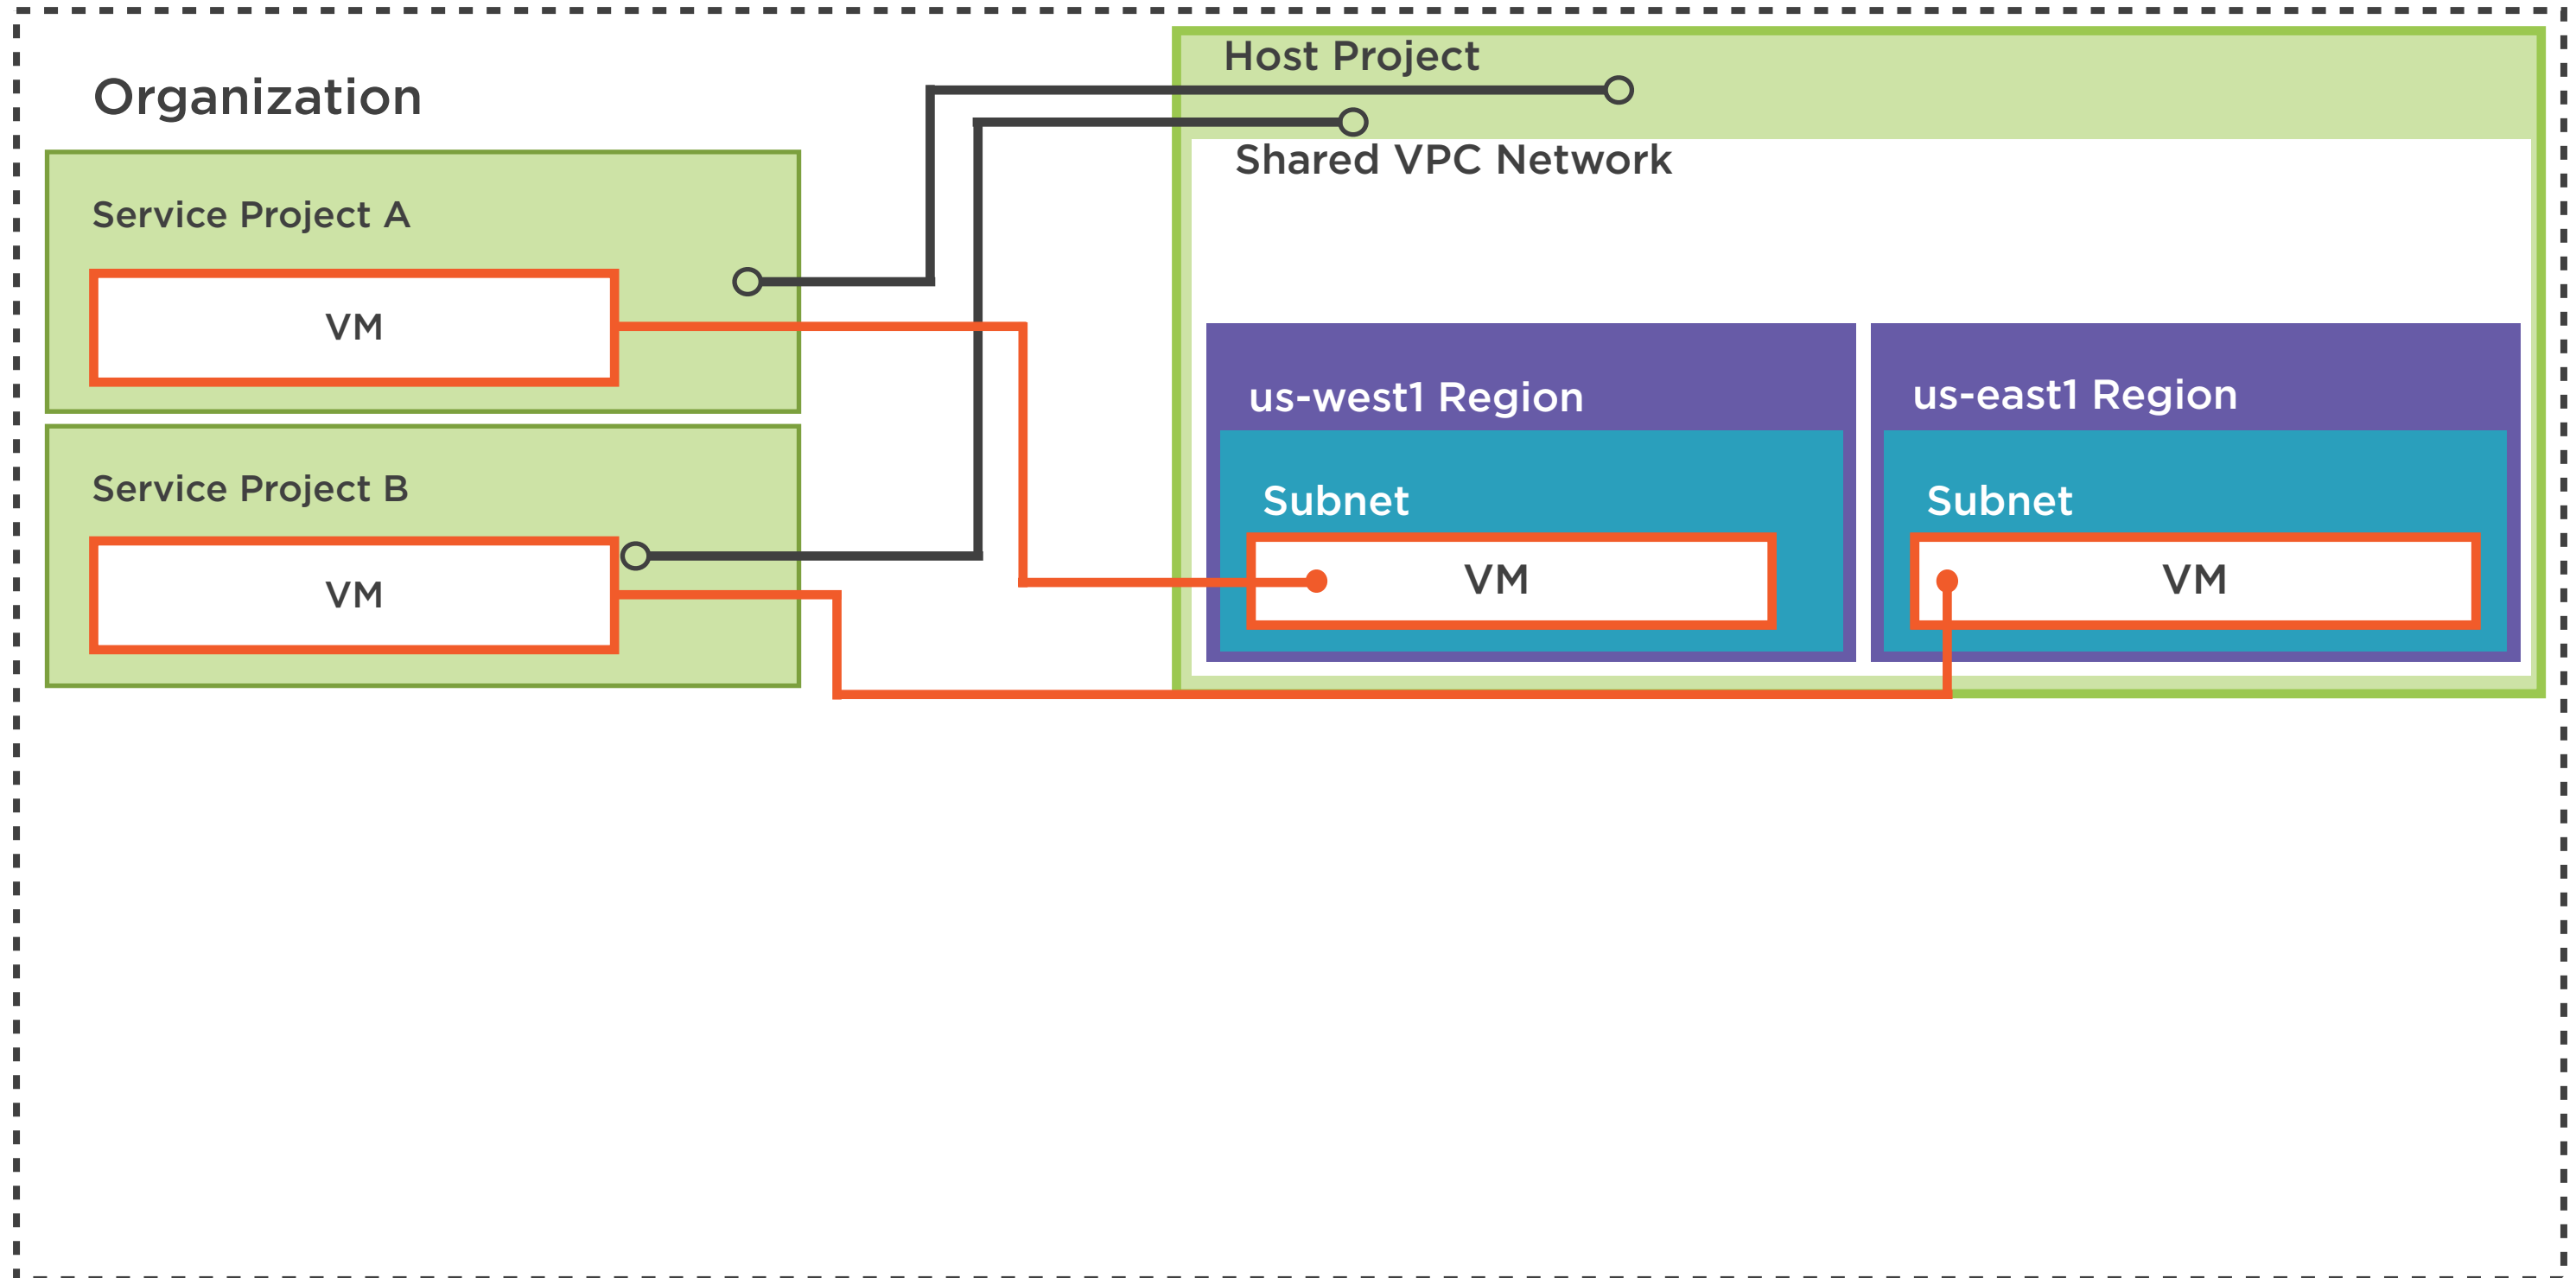 Organization
Service Project A
VM
Service Project B
VM
Host Project
Shared VPC Network
us-west1 Region
Subnet
VM
us-east1 Region
Subnet
VM